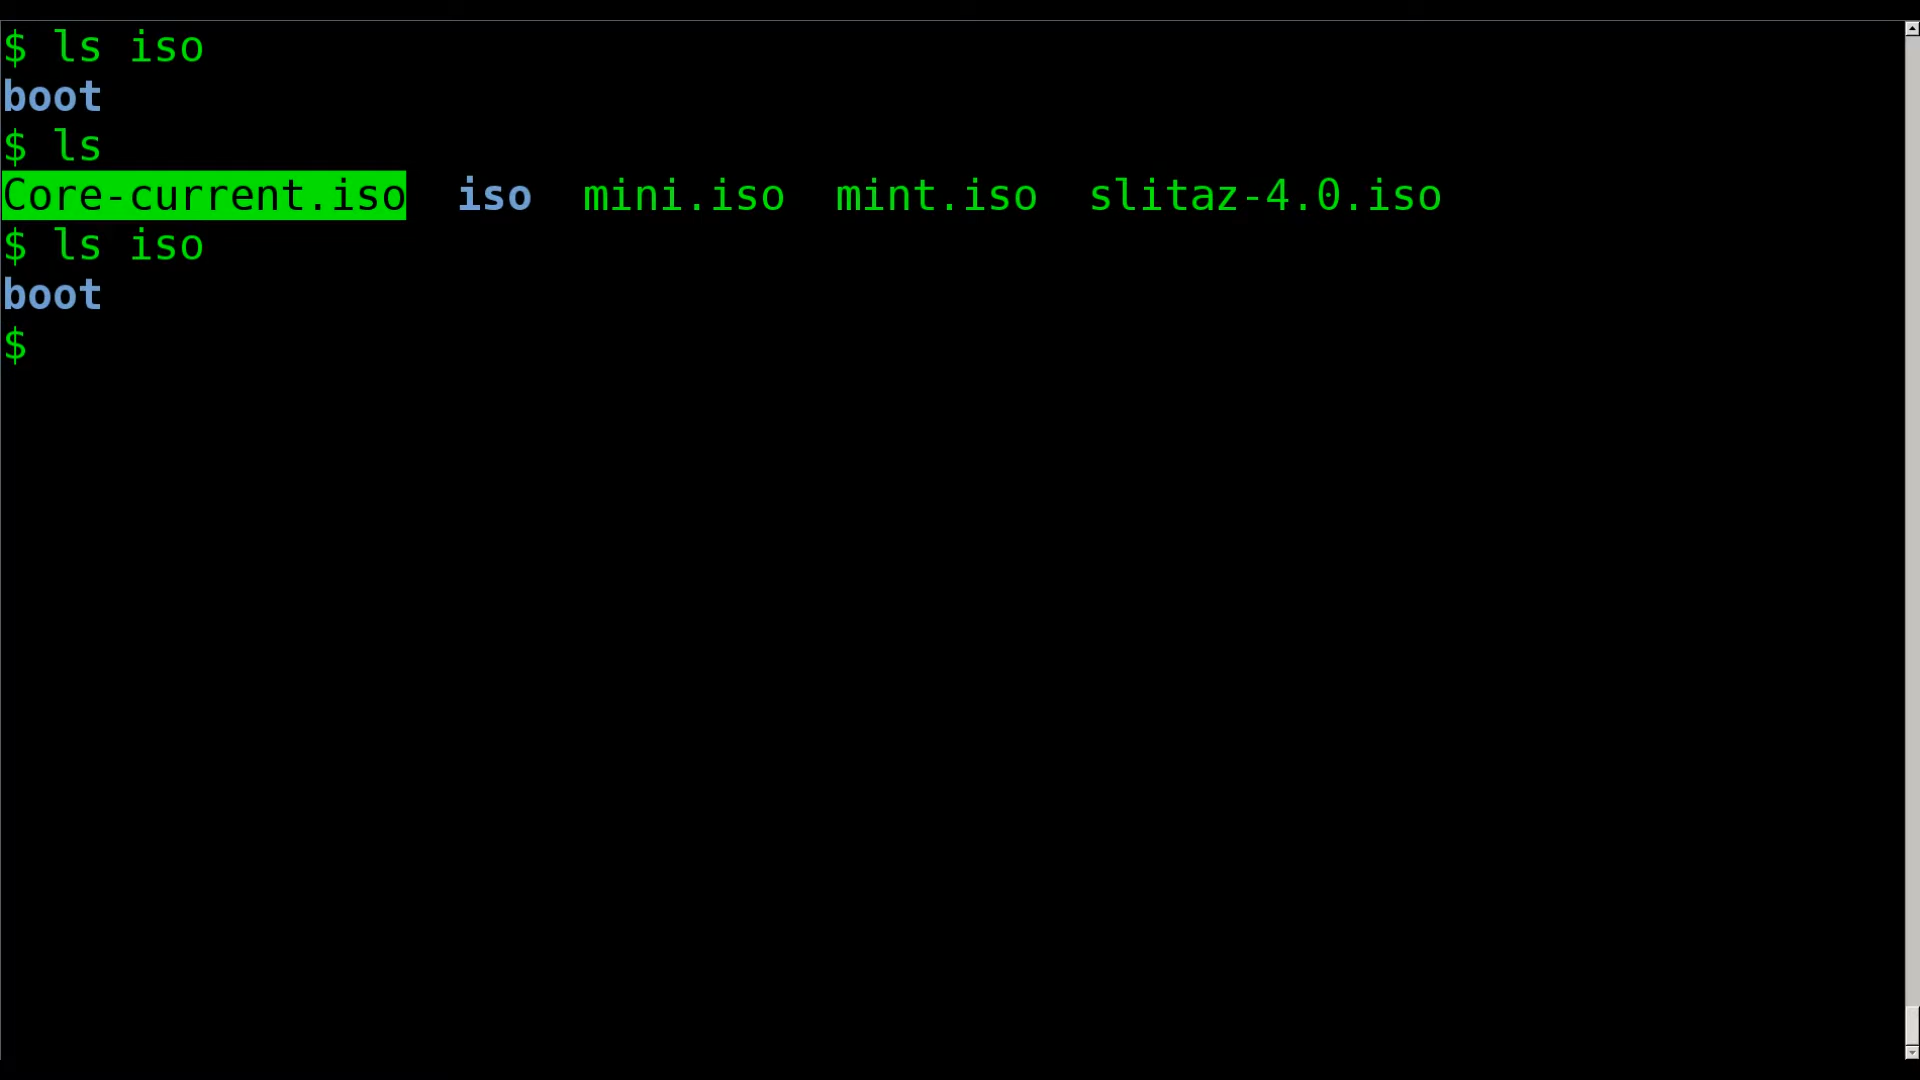 $ ls iso
boot
$ ls
Core-current.iso  iso  mini.iso  mint.iso  slitaz-4.0.iso
$ ls iso
boot
$